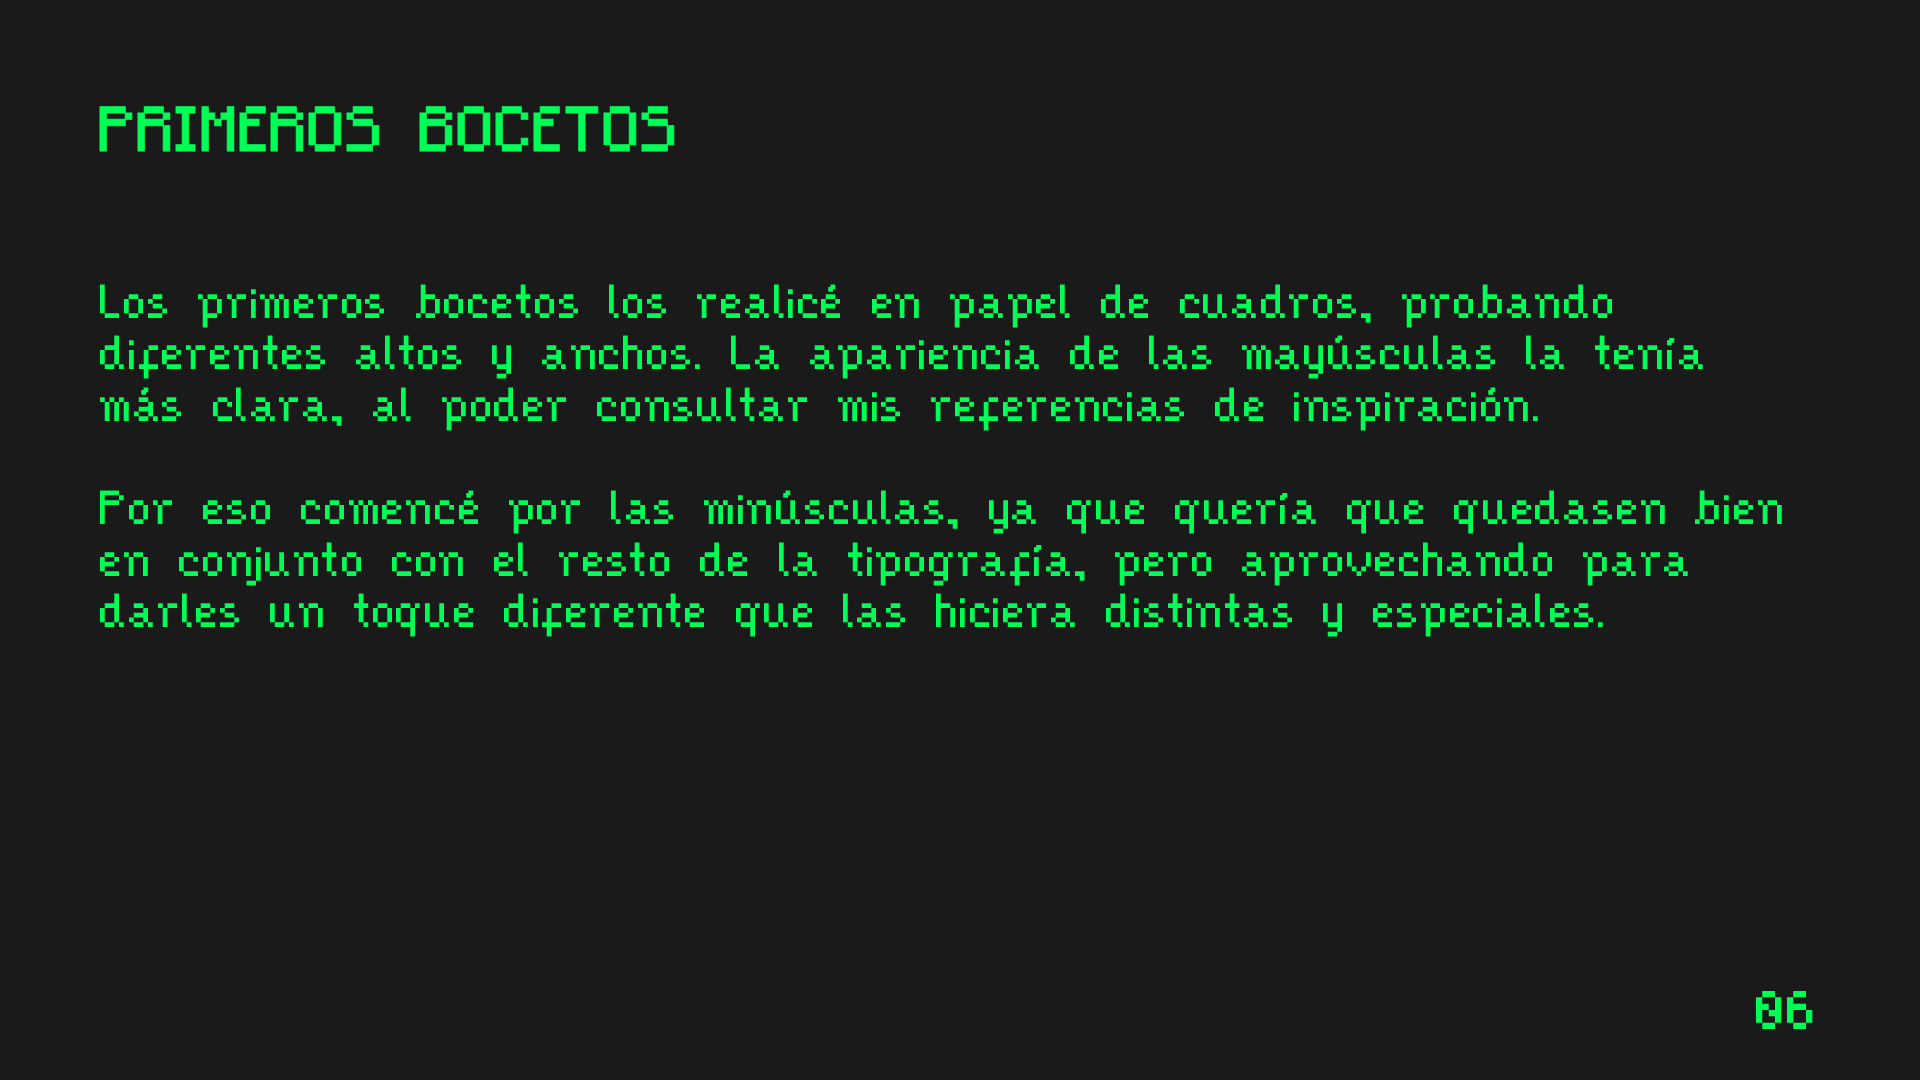 PRIMEROS BOCETOS
Los primeros bocetos los realicé en papel de cuadros, probando
diferentes altos y anchos. La apariencia de las mayúsculas la tenía
más clara, al poder consultar mis referencias de inspiración.
Por eso comencé por las minúsculas, ya que quería que quedasen bien
en conjunto con el resto de la tipografía, pero aprovechando para
darles un toque diferente que las hiciera distintas y especiales.
06